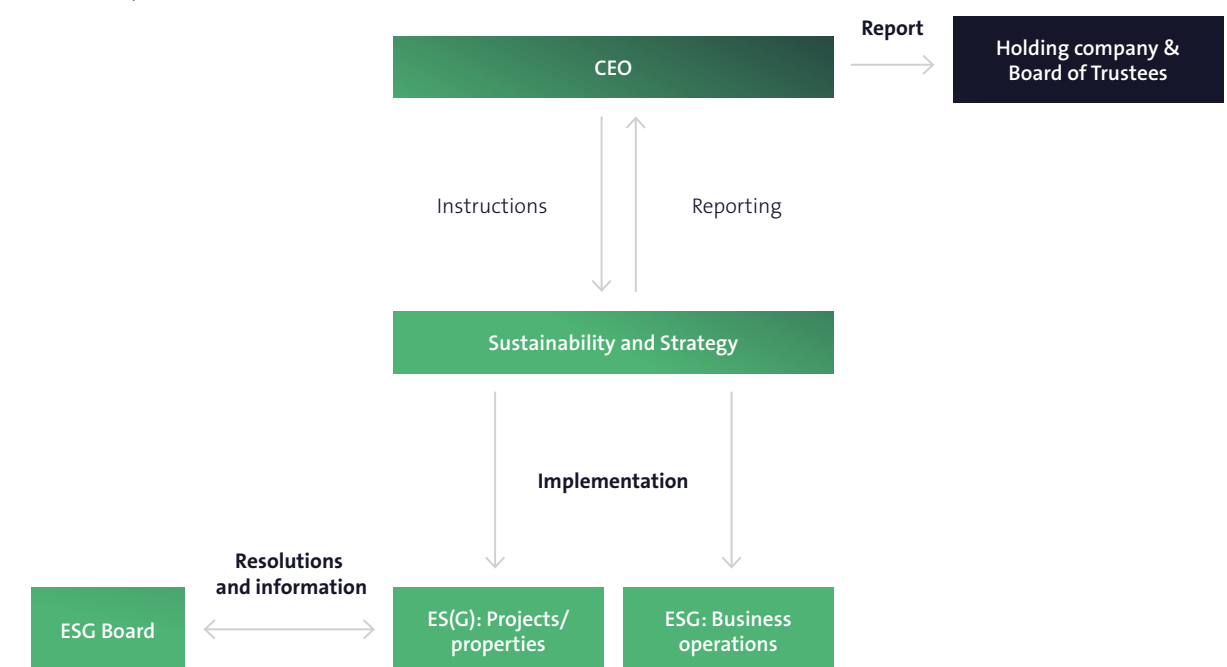 Report
CEO
Holding company &
Board of Trustees
Instructions
Reporting
Sustainability and Strategy
Implementation
Resolutions
and information
ESG Board
ES(G): Projects/
properties
ESG: Business
operations